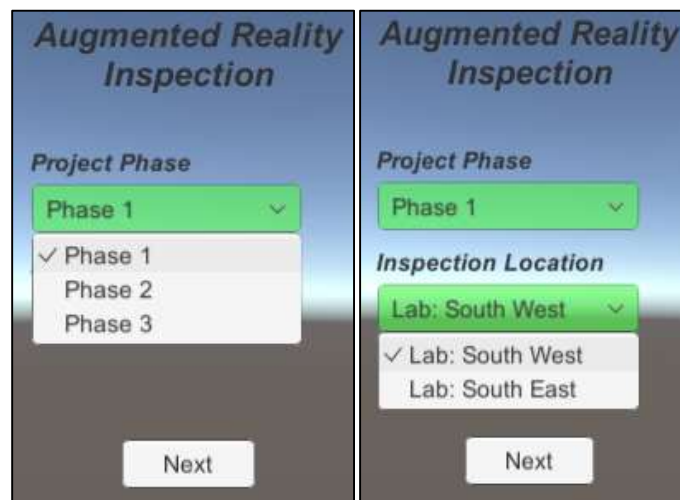 Augmented Reality
Inspection
Project Phase
Phase 1
Phase 1
Phase 2
Phase 3
Next
Augmented Reality
Inspection
Project Phase
Phase 1
Inspection Location
Lab: South West
Lab: South West
Lab: South East
Next